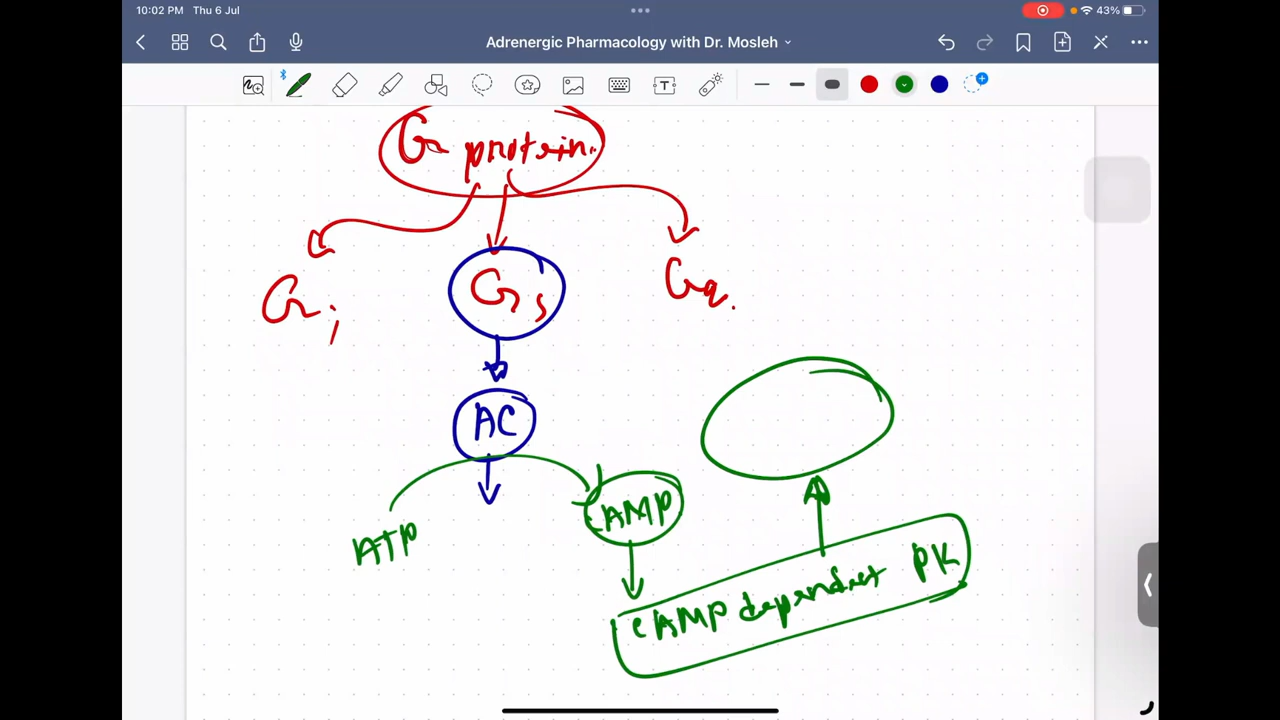 10:02 PM Thu 6 Jul
43%
Adrenergic Pharmacology with Dr. Mosleh
T
G protein.
Gi
Gs
Gq.
AC
ATP
CAMP
CAMP dependent PK